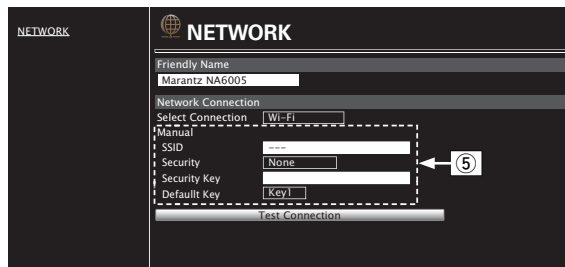 NETWORK
NETWORK
Friendly Name
Marantz NA6005
Network Connection
Select Connection Wi-Fi
Manual
SSID ---
Security None
⑤
Security Key
Defaullt Key Key1
Test Connection